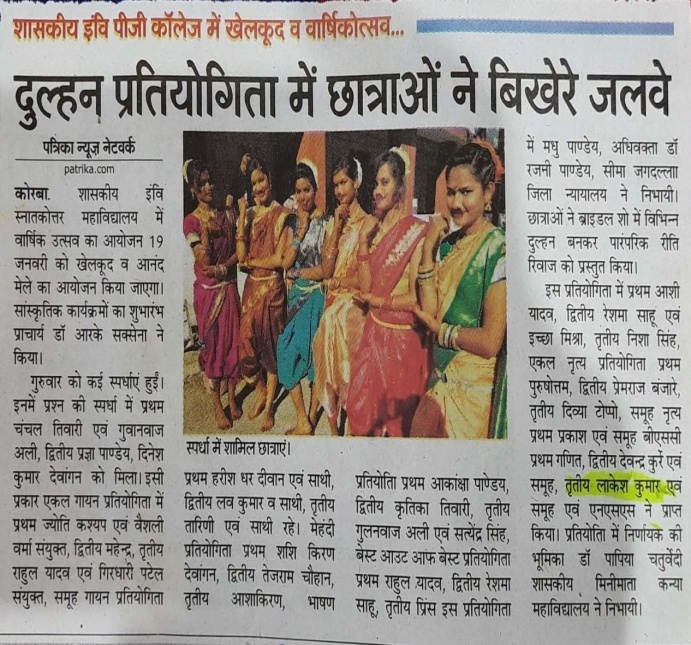 शासकीय इंवि पीजी कॉलेज में खेलकूद व वार्षिकोत्सव...
दुल्हन प्रतियोगिता में छात्राओं ने बिखेरे जलवे
पत्रिका न्यूज नेटवर्क
patrika.com
कोरबा. शासकीय इंवि
स्नातकोत्तर महाविद्यालय में
वार्षिक उत्सव का आयोजन 19
जनवरी को खेलकूद व आनंद
मेले का आयोजन किया जाएगा।
सांस्कृतिक कार्यक्रमों का शुभारंभ
प्राचार्य डॉ आरके सक्सेना ने
किया।
गुरुवार को कई स्पर्धाएं हुईं।
इनमें प्रश्न की स्पर्धा में प्रथम
चंचल तिवारी एवं गुवानवाज
अली, द्वितीय प्रज्ञा पाण्डेय, दिनेश
कुमार देवांगन को मिला। इसी
प्रकार एकल गायन प्रतियोगिता में
प्रथम ज्योति कश्यप एवं वैशली
वर्मा संयुक्त, द्वितीय महेन्द्र, तृतीय
राहुल यादव एवं गिरधारी पटेल
संयुक्त, समूह गायन प्रतियोगिता
स्पर्धा में शामिल छात्राएं।
प्रथम हरीश धर दीवान एवं साथी,
द्वितीय लव कुमार व साथी, तृतीय
तारिणी एवं साथी रहे। मेहंदी
प्रतियोगिता प्रथम शशि किरण
देवांगन, द्वितीय तेजराम चौहान,
तृतीय आशाकिरण, भाषण
प्रतियोता प्रथम आकांक्षा पाण्डय,
द्वितीय कृतिका तिवारी, तृतीय
गुलनवाज अली एवं सत्येंद्र सिंह,
बेस्ट आउट आफ बेस्ट प्रतियोगिता
प्रथम राहुल यादव, द्वितीय रेशमा
साहू, तृतीय प्रिंस इस प्रतियोगिता
में मधु पाण्डेय, अधिवक्ता डॉ
रजनी पाण्डेय, सीमा जगदल्ला
जिला न्यायालय ने निभायी।
छात्राओं ने ब्राइडल शो में विभिन्न
दुल्हन बनकर पारंपरिक रीति
रिवाज को प्रस्तुत किया।
इस प्रतियोगिता में प्रथम आशी
यादव, द्वितीय रेशमा साहू एवं
इच्छा मिश्रा, तृतीय निशा सिंह,
एकल नृत्य प्रतियोगिता प्रथम
पुरुषोत्तम, द्वितीय प्रेमराज बंजारे,
तृतीय दिव्या टोप्पो, समूह नृत्य
प्रथम प्रकाश एवं समूह बीएससी
प्रथम गणित, द्वितीय देवन्द्र कुर्रे एवं
समूह, तृतीय लाकेश कुमार एवं
समूह एवं एनएसएस ने प्राप्त
किया। प्रतियोता में निर्णायक की
भूमिका डॉ पापिया चतुर्वेदी
शासकीय मिनीमाता कन्या
महाविद्यालय ने निभायी।